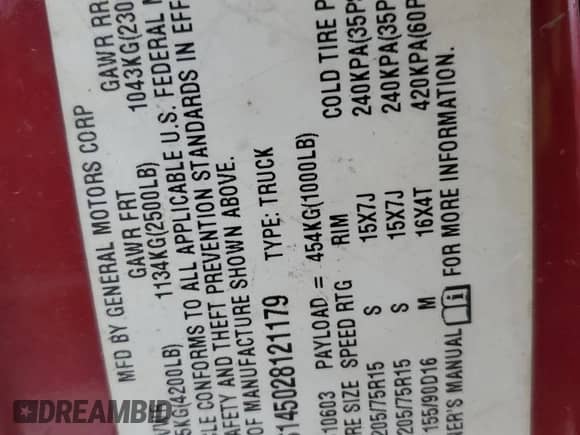 MFD BY GENERAL MOTORS CORP
GAWR FRT GAWR RR
5KG(4200LB) 1134KG(2500LB) 1043KG(230
CLE CONFORMS TO ALL APPLICABLE U.S. FEDERAL M
AFETY AND THEFT PREVENTION STANDARDS IN EFF
OF MANUFACTURE SHOWN ABOVE.
145028121179 TYPE: TRUCK
10603 PAYLOAD = 454KG(1000LB)
RE SIZE SPEED RTG RIM COLD TIRE P
205/75R15 S 15X7J 240KPA(35PS
205/75R15 S 15X7J 240KPA(35P
155/90D16 M 16X4T 420KPA(60P
ER'S MANUAL i FOR MORE INFORMATION.
DREAMBID